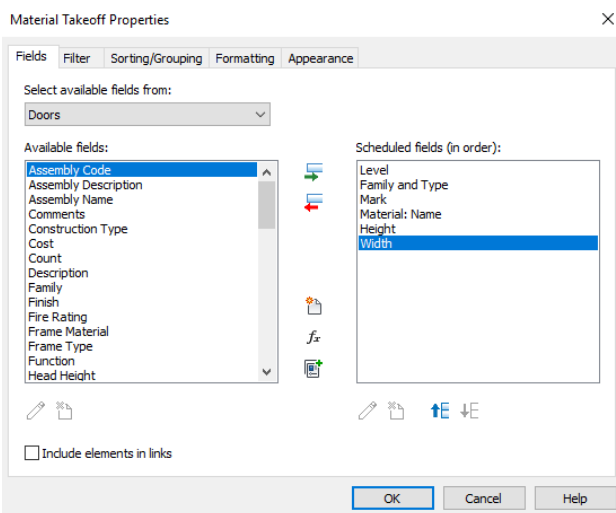 Material Takeoff Properties
Fields Filter Sorting/Grouping Formatting Appearance
Select available fields from:
Doors
Available fields:
Assembly Code
Assembly Description
Assembly Name
Comments
Construction Type
Cost
Count
Description
Family
Finish
Fire Rating
Frame Material
Frame Type
Function
Head Height
fx
Scheduled fields (in order):
Level
Family and Type
Mark
Material: Name
Height
Width
Include elements in links
OK Cancel Help